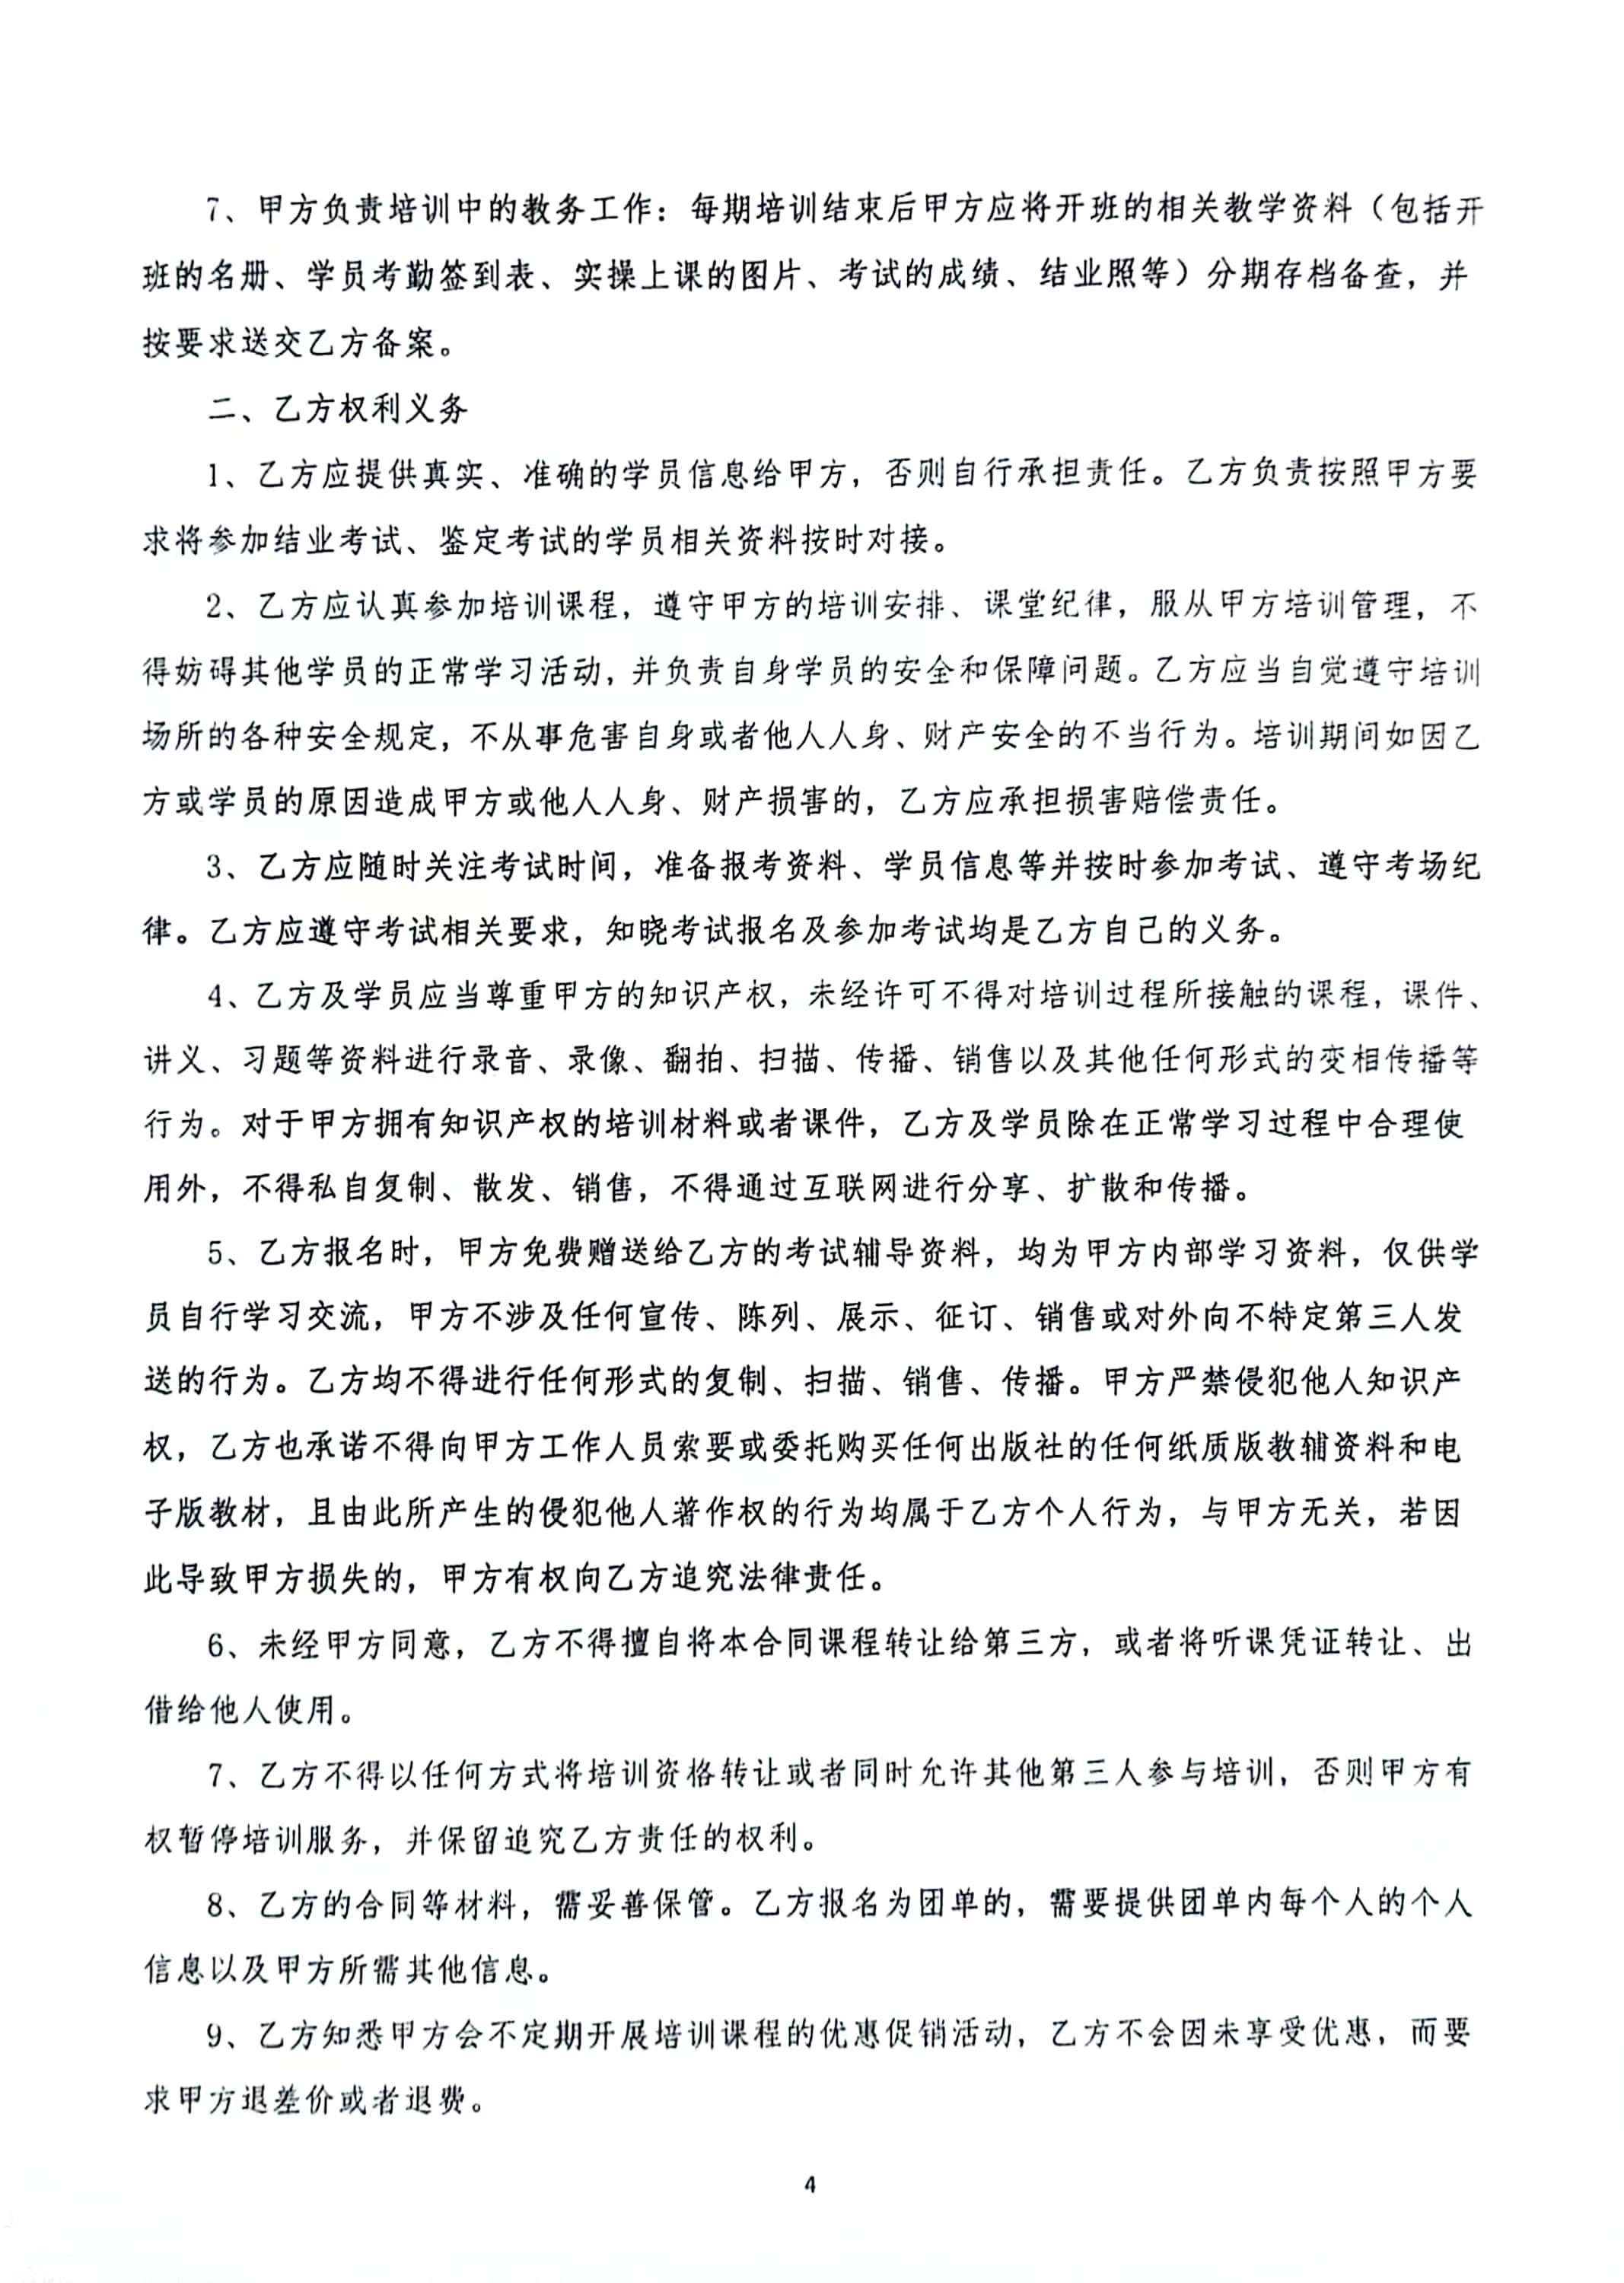 7、甲方负责培训中的教务工作：每期培训结束后甲方应将开班的相关教学资料（包括开
班的名册、学员考勤签到表、实操上课的图片、考试的成绩、结业照等）分期存档备查，并
按要求送交乙方备案。
二、乙方权利义务
1、乙方应提供真实、准确的学员信息给甲方，否则自行承担责任。乙方负责按照甲方要
求将参加结业考试、鉴定考试的学员相关资料按时对接。
2、乙方应认真参加培训课程，遵守甲方的培训安排、课堂纪律，服从甲方培训管理，不
得妨碍其他学员的正常学习活动，并负责自身学员的安全和保障问题。乙方应当自觉遵守培训
场所的各种安全规定，不从事危害自身或者他人人身、财产安全的不当行为。培训期间如因乙
方或学员的原因造成甲方或他人人身、财产损害的，乙方应承担损害赔偿责任。
3、乙方应随时关注考试时间，准备报考资料、学员信息等并按时参加考试、遵守考场纪
律。乙方应遵守考试相关要求，知晓考试报名及参加考试均是乙方自己的义务。
4、乙方及学员应当尊重甲方的知识产权，未经许可不得对培训过程所接触的课程，课件、
讲义、习题等资料进行录音、录像、翻拍、扫描、传播、销售以及其他任何形式的变相传播等
行为。对于甲方拥有知识产权的培训材料或者课件，乙方及学员除在正常学习过程中合理使
用外，不得私自复制、散发、销售，不得通过互联网进行分享、扩散和传播。
5、乙方报名时，甲方免费赠送给乙方的考试辅导资料，均为甲方内部学习资料，仅供学
员自行学习交流，甲方不涉及任何宣传、陈列、展示、征订、销售或对外向不特定第三人发
送的行为。乙方均不得进行任何形式的复制、扫描、销售、传播。甲方严禁侵犯他人知识产
权，乙方也承诺不得向甲方工作人员索要或委托购买任何出版社的任何纸质版教辅资料和电
子版教材，且由此所产生的侵犯他人著作权的行为均属于乙方个人行为，与甲方无关，若因
此导致甲方损失的，甲方有权向乙方追究法律责任。
6、未经甲方同意，乙方不得擅自将本合同课程转让给第三方，或者将听课凭证转让、出
借给他人使用。
7、乙方不得以任何方式将培训资格转让或者同时允许其他第三人参与培训，否则甲方有
权暂停培训服务，并保留追究乙方责任的权利。
8、乙方的合同等材料，需妥善保管。乙方报名为团单的，需要提供团单内每个人的个人
信息以及甲方所需其他信息。
9、乙方知悉甲方会不定期开展培训课程的优惠促销活动，乙方不会因未享受优惠，而要
求甲方退差价或者退费。
4